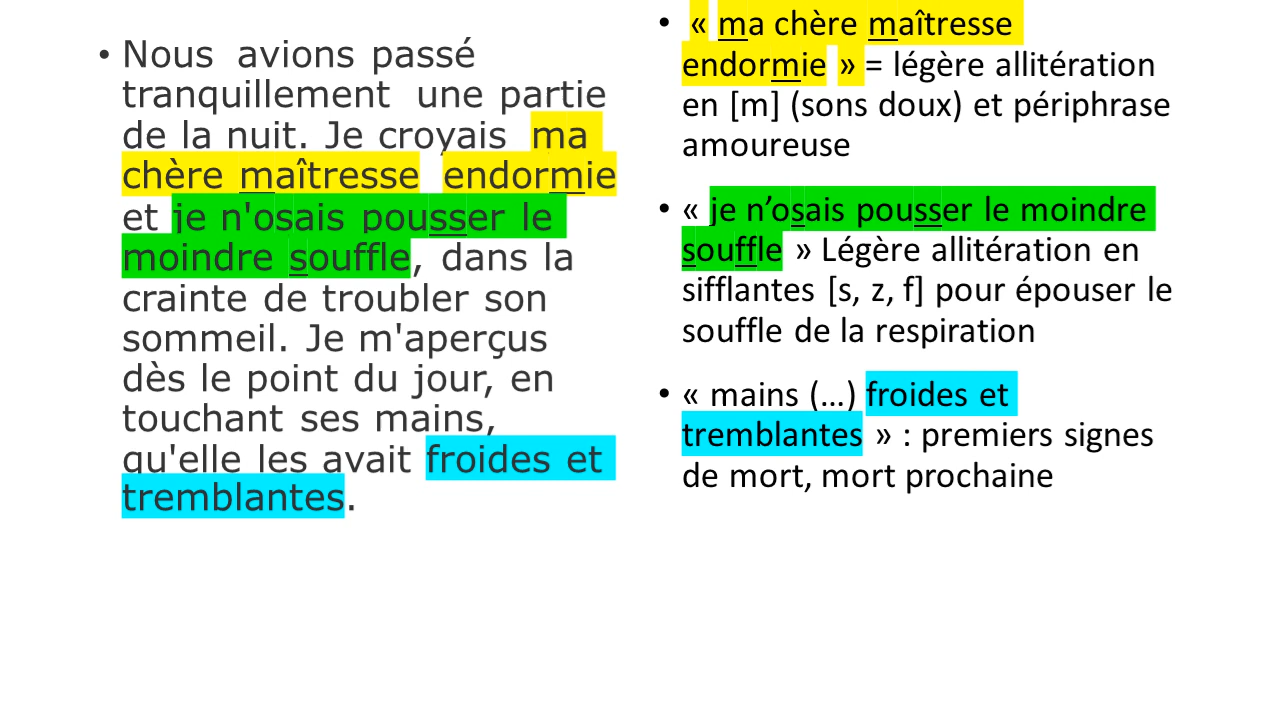 • Nous avions passé
tranquillement une partie
de la nuit. Je croyais ma
chère maîtresse endormie
et je n'osais pousser le
moindre souffle, dans la
crainte de troubler son
sommeil. Je m'aperçus
dès le point du jour, en
touchant ses mains,
qu'elle les avait froides et
tremblantes.
• « ma chère maîtresse
endormie » = légère allitération
en [m] (sons doux) et périphrase
amoureuse
• « je n’osais pousser le moindre
souffle » Légère allitération en
sifflantes [s, z, f] pour épouser le
souffle de la respiration
• « mains (…) froides et
tremblantes » : premiers signes
de mort, mort prochaine